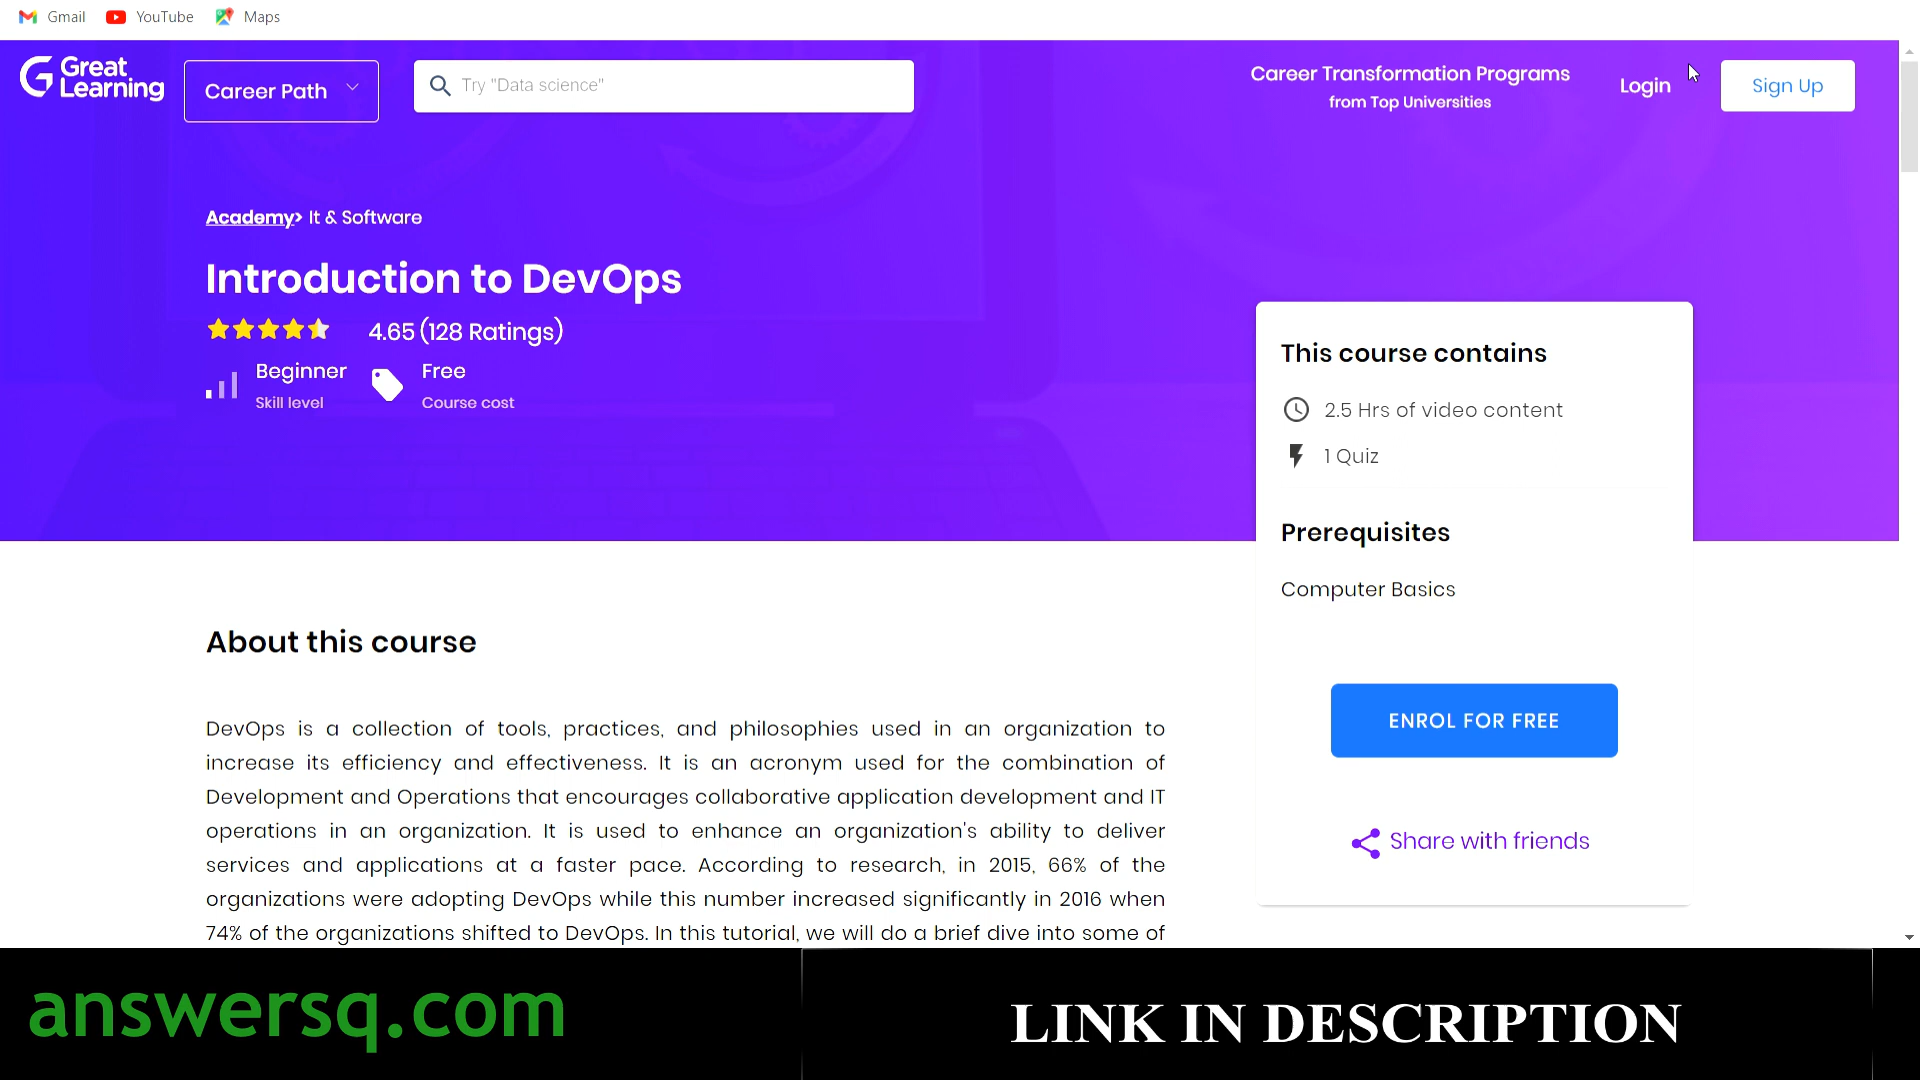 Gmail YouTube Maps
Great Learning
Career Path
Try "Data science"
Career Transformation Programs
from Top Universities
Login
Sign Up
Academy> It & Software
Introduction to DevOps
4.65 (128 Ratings)
Beginner
Skill level
Free
Course cost
This course contains
2.5 Hrs of video content
1 Quiz
Prerequisites
Computer Basics
ENROL FOR FREE
Share with friends
About this course
DevOps is a collection of tools, practices, and philosophies used in an organization to
increase its efficiency and effectiveness. It is an acronym used for the combination of
Development and Operations that encourages collaborative application development and IT
operations in an organization. It is used to enhance an organization's ability to deliver
services and applications at a faster pace. According to research, in 2015, 66% of the
organizations were adopting DevOps while this number increased significantly in 2016 when
74% of the organizations shifted to DevOps. In this tutorial, we will do a brief dive into some of
answersq.com
LINK IN DESCRIPTION